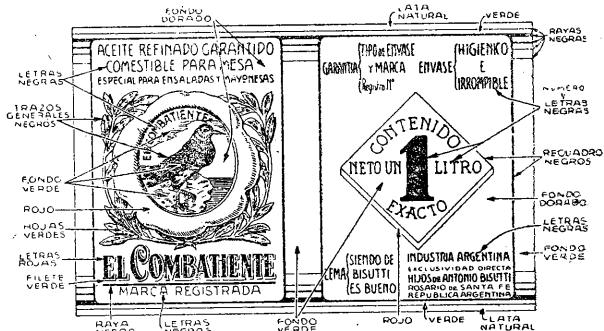 FONDO
DORADO
LATA
NATURAL
VERDE
RAYAS
NEGRAS
ACEITE REFINADO GARANTIDO
COMESTIBLE PARA MESA
ESPECIAL PARA ENSALADAS Y MAYONESAS
LETRAS
NEGRAS
TRAZOS
GENERALES
NEGROS
EL COMBATIENTE
FONDO
VERDE
ROJO
HOJAS
VERDES
LETRAS
ROJAS
FILETE
VERDE
EL COMBATIENTE
MARCA REGISTRADA
RAYA
LETRAS
FONDO
VERDE
GARANTIA
TIPO DE ENVASE
Y MARCA
Registro Nº
ENVASE
HIGIENICO
E
IRROMPIBLE
NUMERO
Y
LETRAS
NEGRAS
CONTENIDO
NETO UN 1 LITRO
EXACTO
RECUADRO
NEGROS
FONDO
DORADO
LETRAS
NEGRAS
FONDO
VERDE
SIENDO DE
BISUTTI
ES BUENO
INDUSTRIA ARGENTINA
EXCLUSIVIDAD DIRECTA
HIJOS DE ANTONIO BISUTTI
ROSARIO DE SANTA FE
REPUBLICA ARGENTINA
ROJO
VERDE
LATA
NATURAL